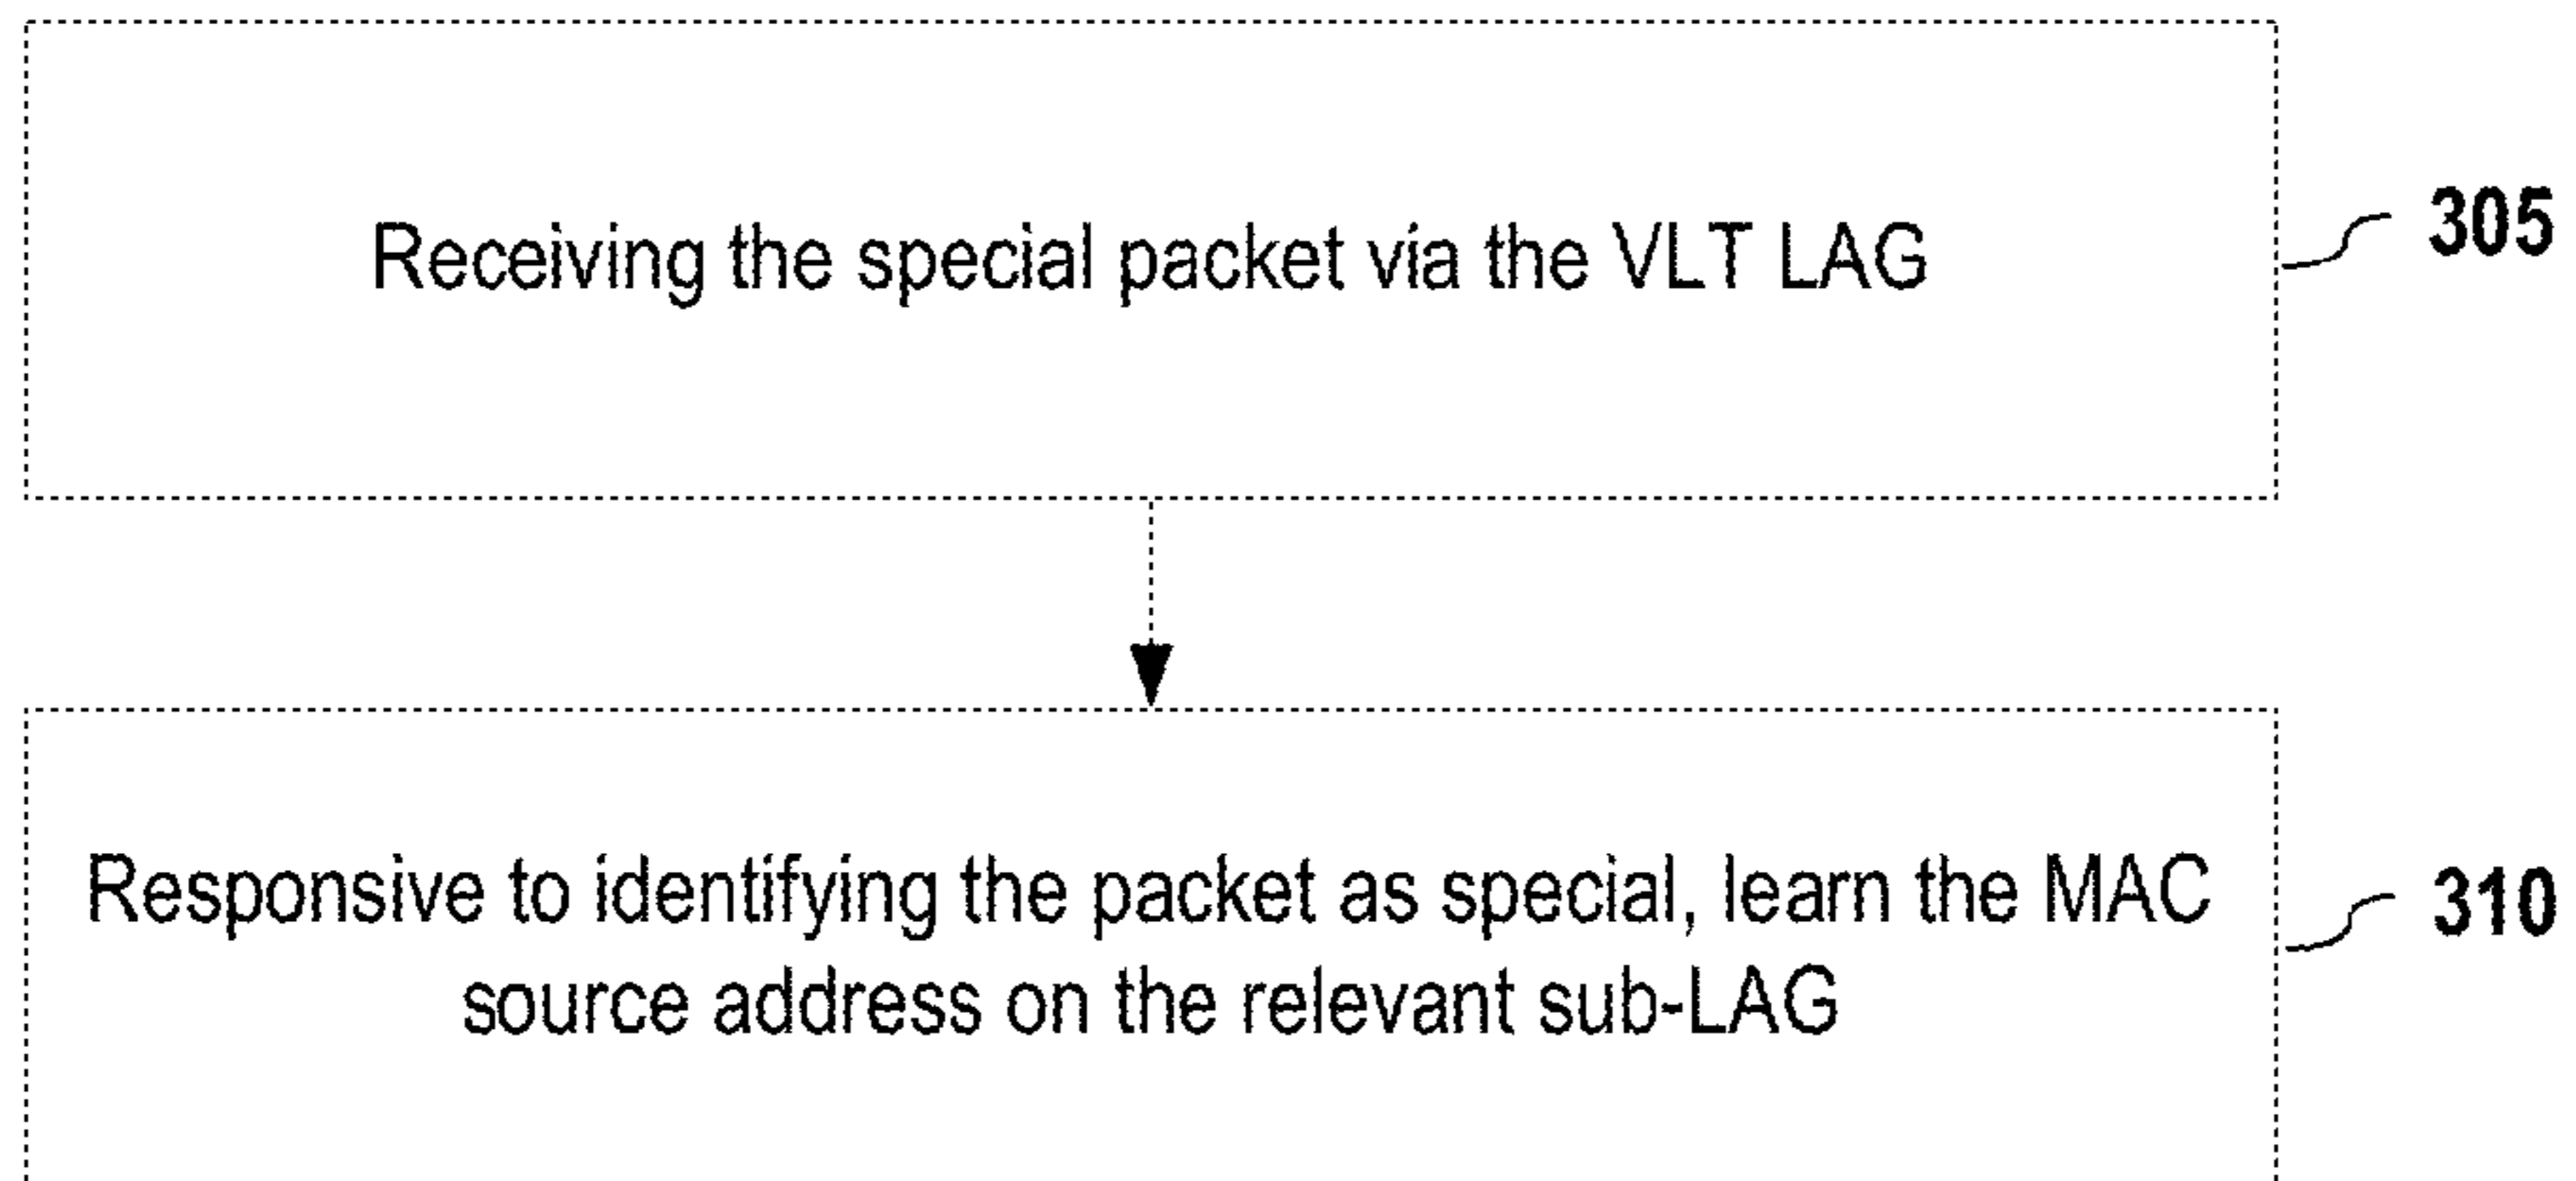 Receiving the special packet via the VLT LAG
305
Responsive to identifying the packet as special, learn the MAC
source address on the relevant sub-LAG
310